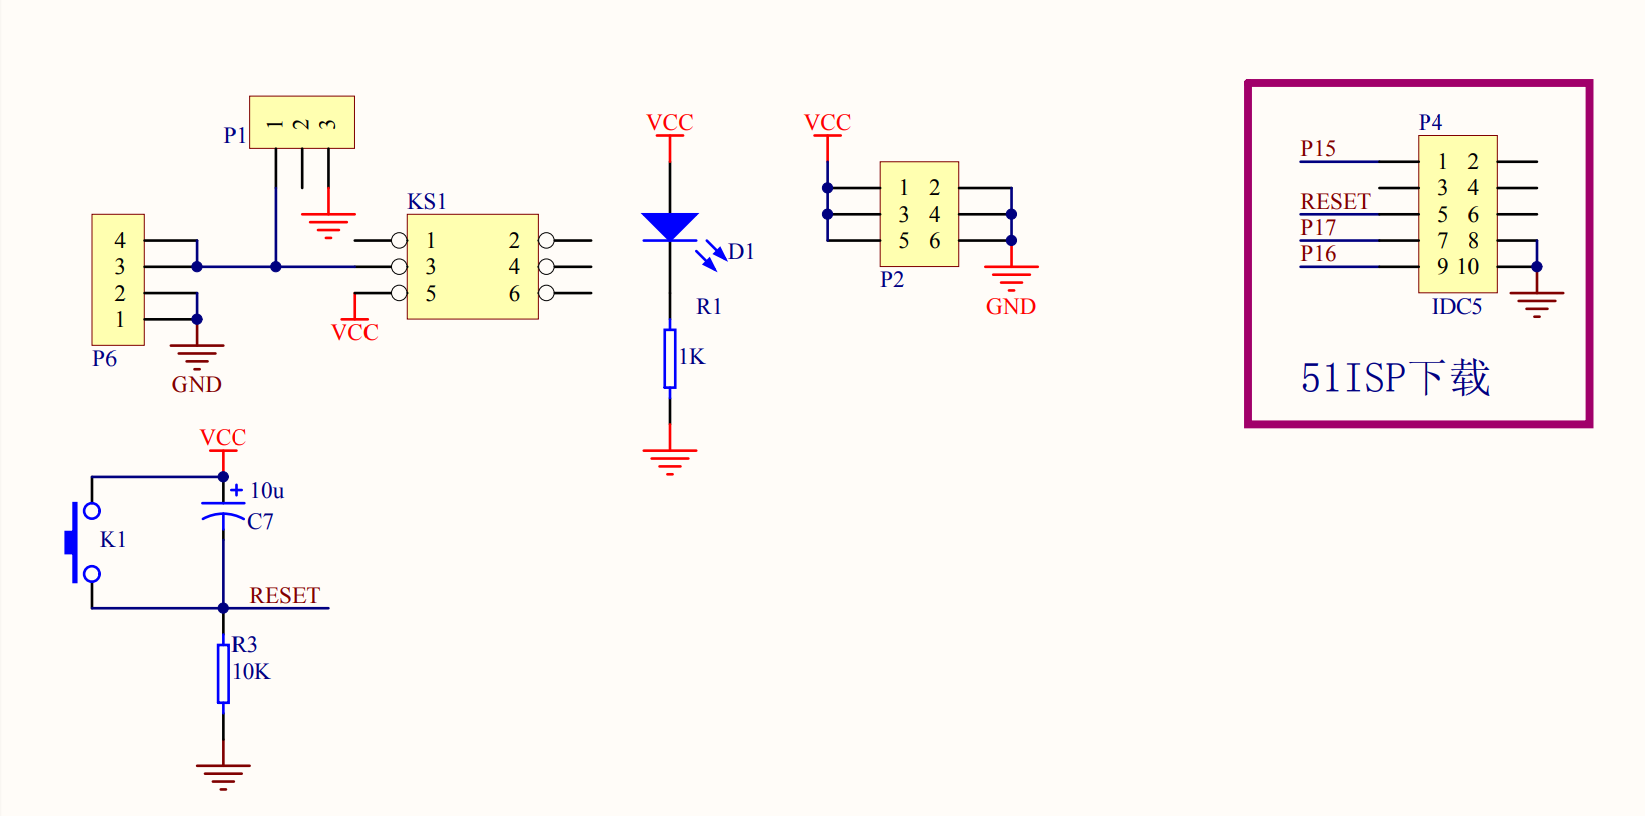 P1
1 2 3
KS1
1 2
3 4
5 6
VCC
4
3
2
1
P6
GND
VCC
D1
R1
1K
VCC
1 2
3 4
5 6
P2
GND
P4
P15
1 2
3 4
RESET
5 6
P17
7 8
P16
9 10
IDC5
51ISP下载
VCC
+ 10u
C7
K1
RESET
R3
10K